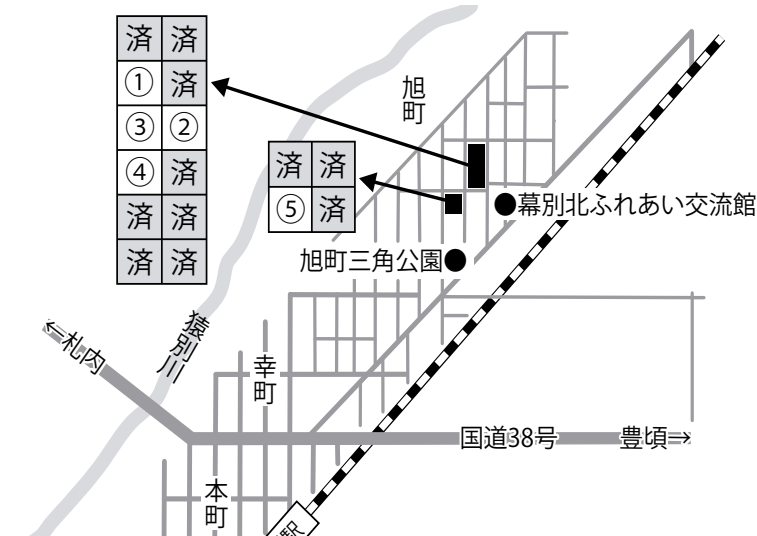 済 済
① 済
③ ②
④ 済
済 済
済 済
済 済
⑤ 済
旭町
●幕別北ふれあい交流館
旭町三角公園●
猿別川
←札内
幸町
国道38号
豊頃→
本町
駅